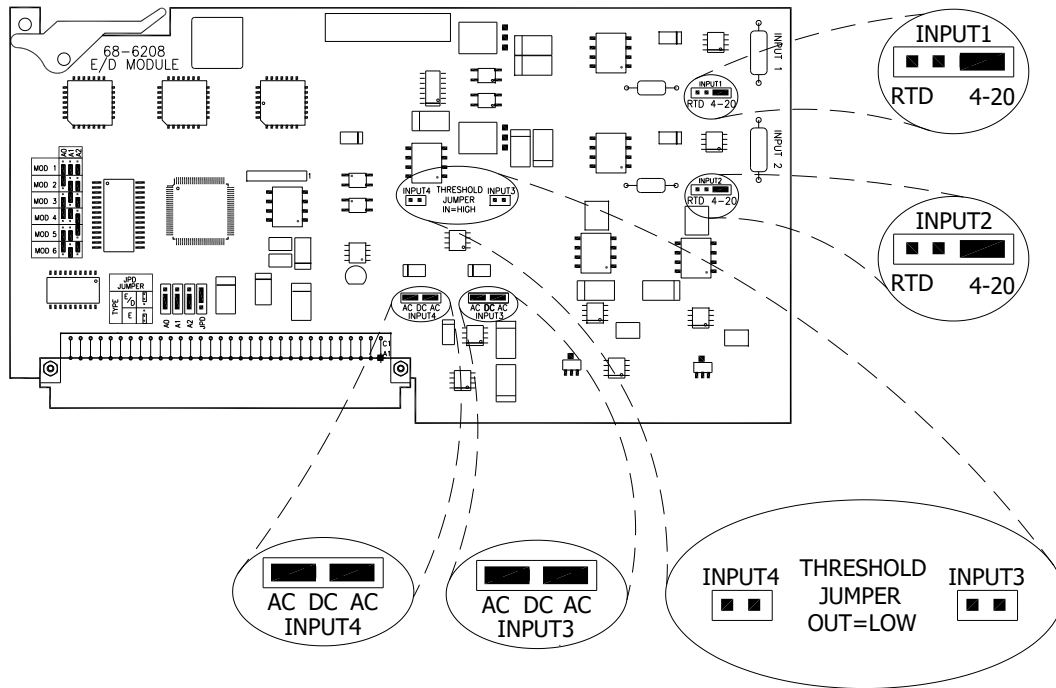 68-6208
E/D MODULE
INPUT 1
INPUT1
RTD 4-20
INPUT 2
INPUT2
RTD 4-20
A0
A1
A2
MOD 1
MOD 2
MOD 3
MOD 4
MOD 5
MOD 6
1
INPUT4
THRESHOLD
JUMPER
IN=HIGH
INPUT3
JPD
JUMPER
TYPE
E/D
E
A0
A1
A2
JPD
AC DC AC
INPUT4
AC DC AC
INPUT3
C1
A1
INPUT1
RTD 4-20
INPUT2
RTD 4-20
AC DC AC
INPUT4
AC DC AC
INPUT3
INPUT4
THRESHOLD
JUMPER
OUT=LOW
INPUT3